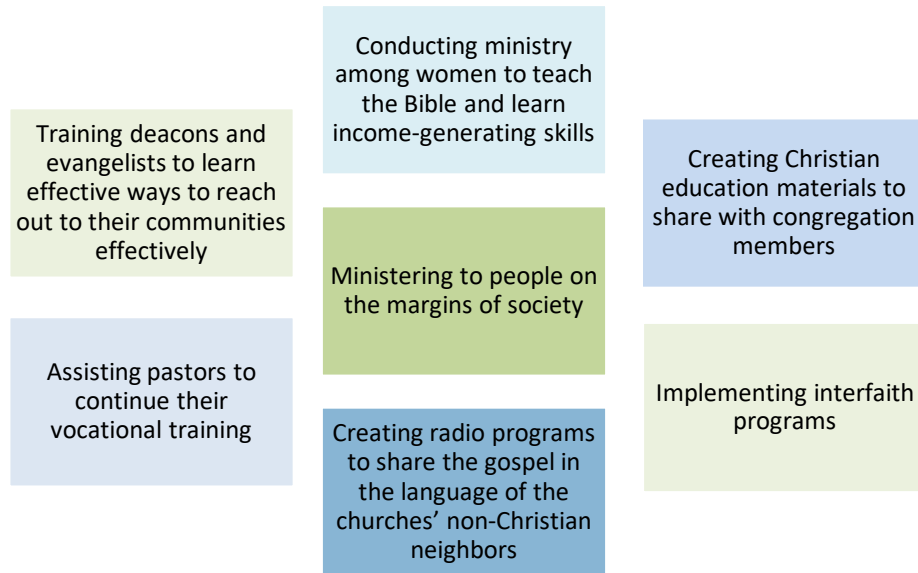 Training deacons and
evangelists to learn
effective ways to reach
out to their communities
effectively
Assisting pastors to
continue their
vocational training
Conducting ministry
among women to teach
the Bible and learn
income-generating skills
Ministering to people on
the margins of society
Creating radio programs
to share the gospel in
the language of the
churches’ non-Christian
neighbors
Creating Christian
education materials to
share with congregation
members
Implementing interfaith
programs